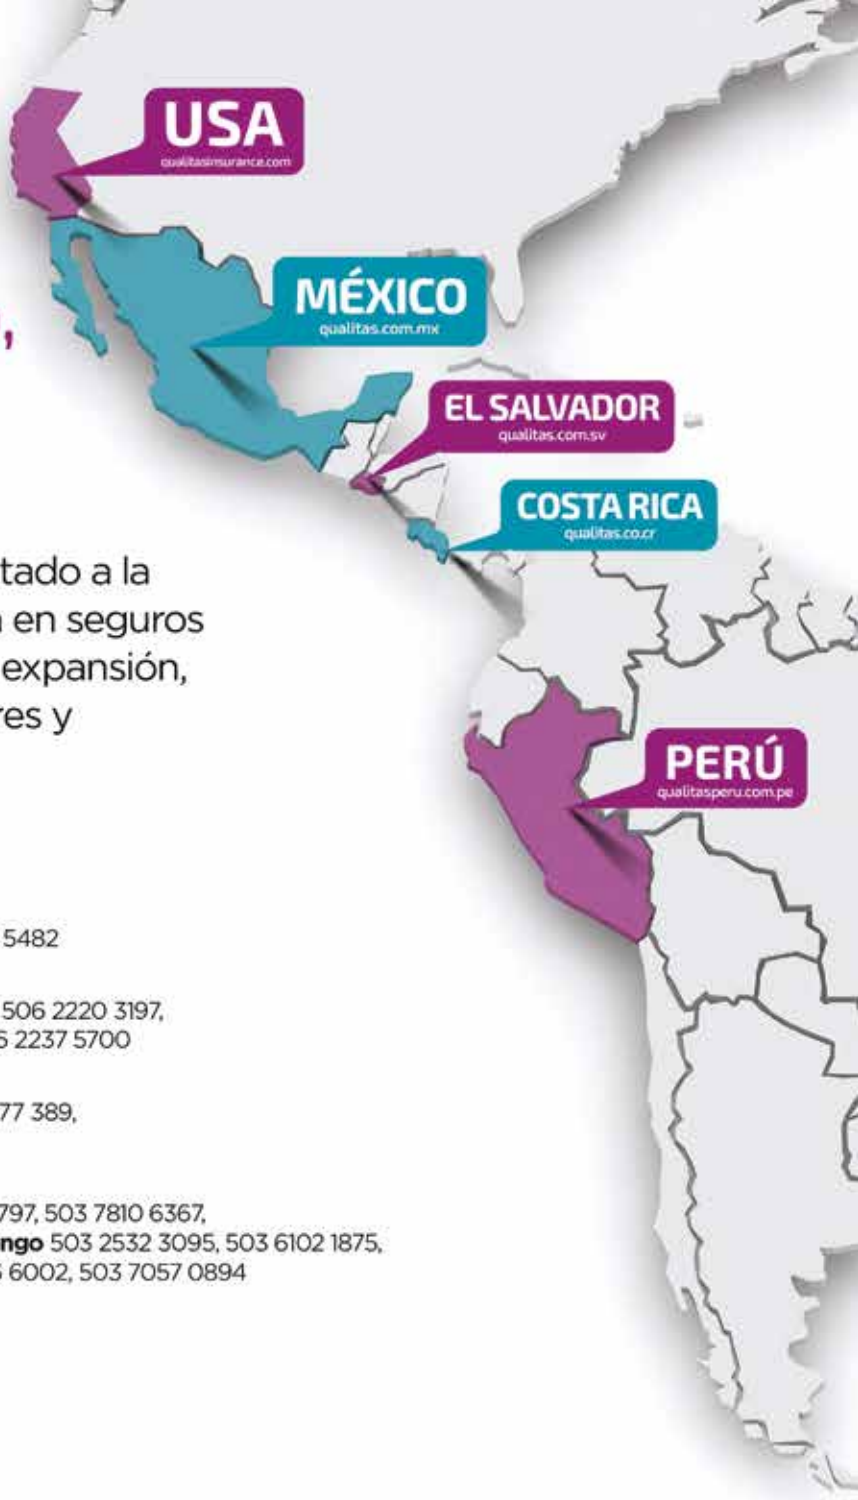 USA
qualitasinsurance.com
MÉXICO
qualitas.com.mx
,
EL SALVADOR
qualitas.com.sv
COSTA RICA
qualitas.co.cr
tado a la
en seguros
expansión,
res y
PERÚ
qualitasperu.com.pe
5482
506 2220 3197,
6 2237 5700
77 389,
797, 503 7810 6367,
ngo 503 2532 3095, 503 6102 1875,
6002, 503 7057 0894